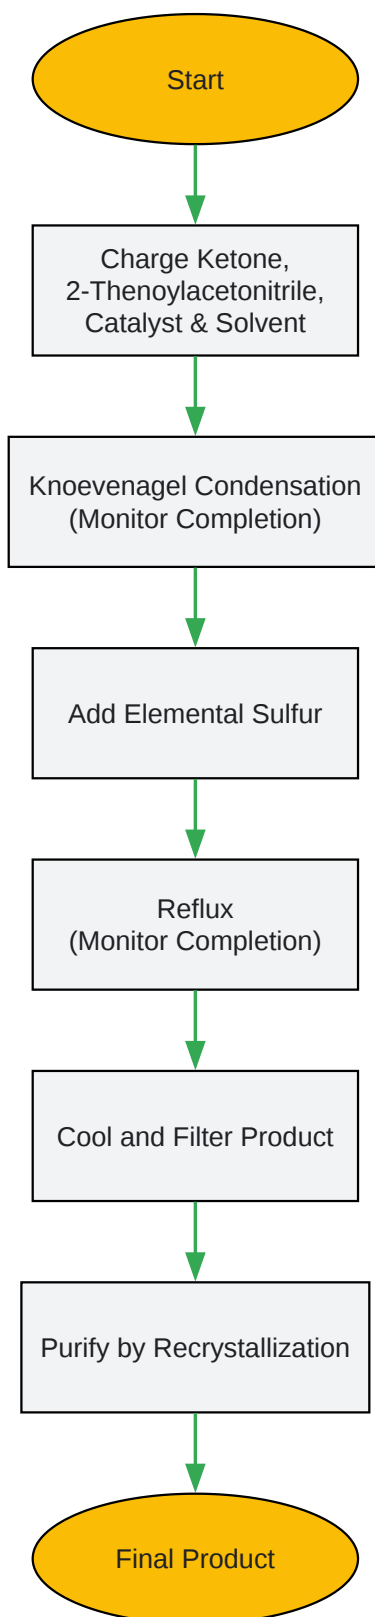 Start
Charge Ketone,
2-Thenoylacetonitrile,
Catalyst & Solvent
Knoevenagel Condensation
(Monitor Completion)
Add Elemental Sulfur
Reflux
(Monitor Completion)
Cool and Filter Product
Purify by Recrystallization
Final Product